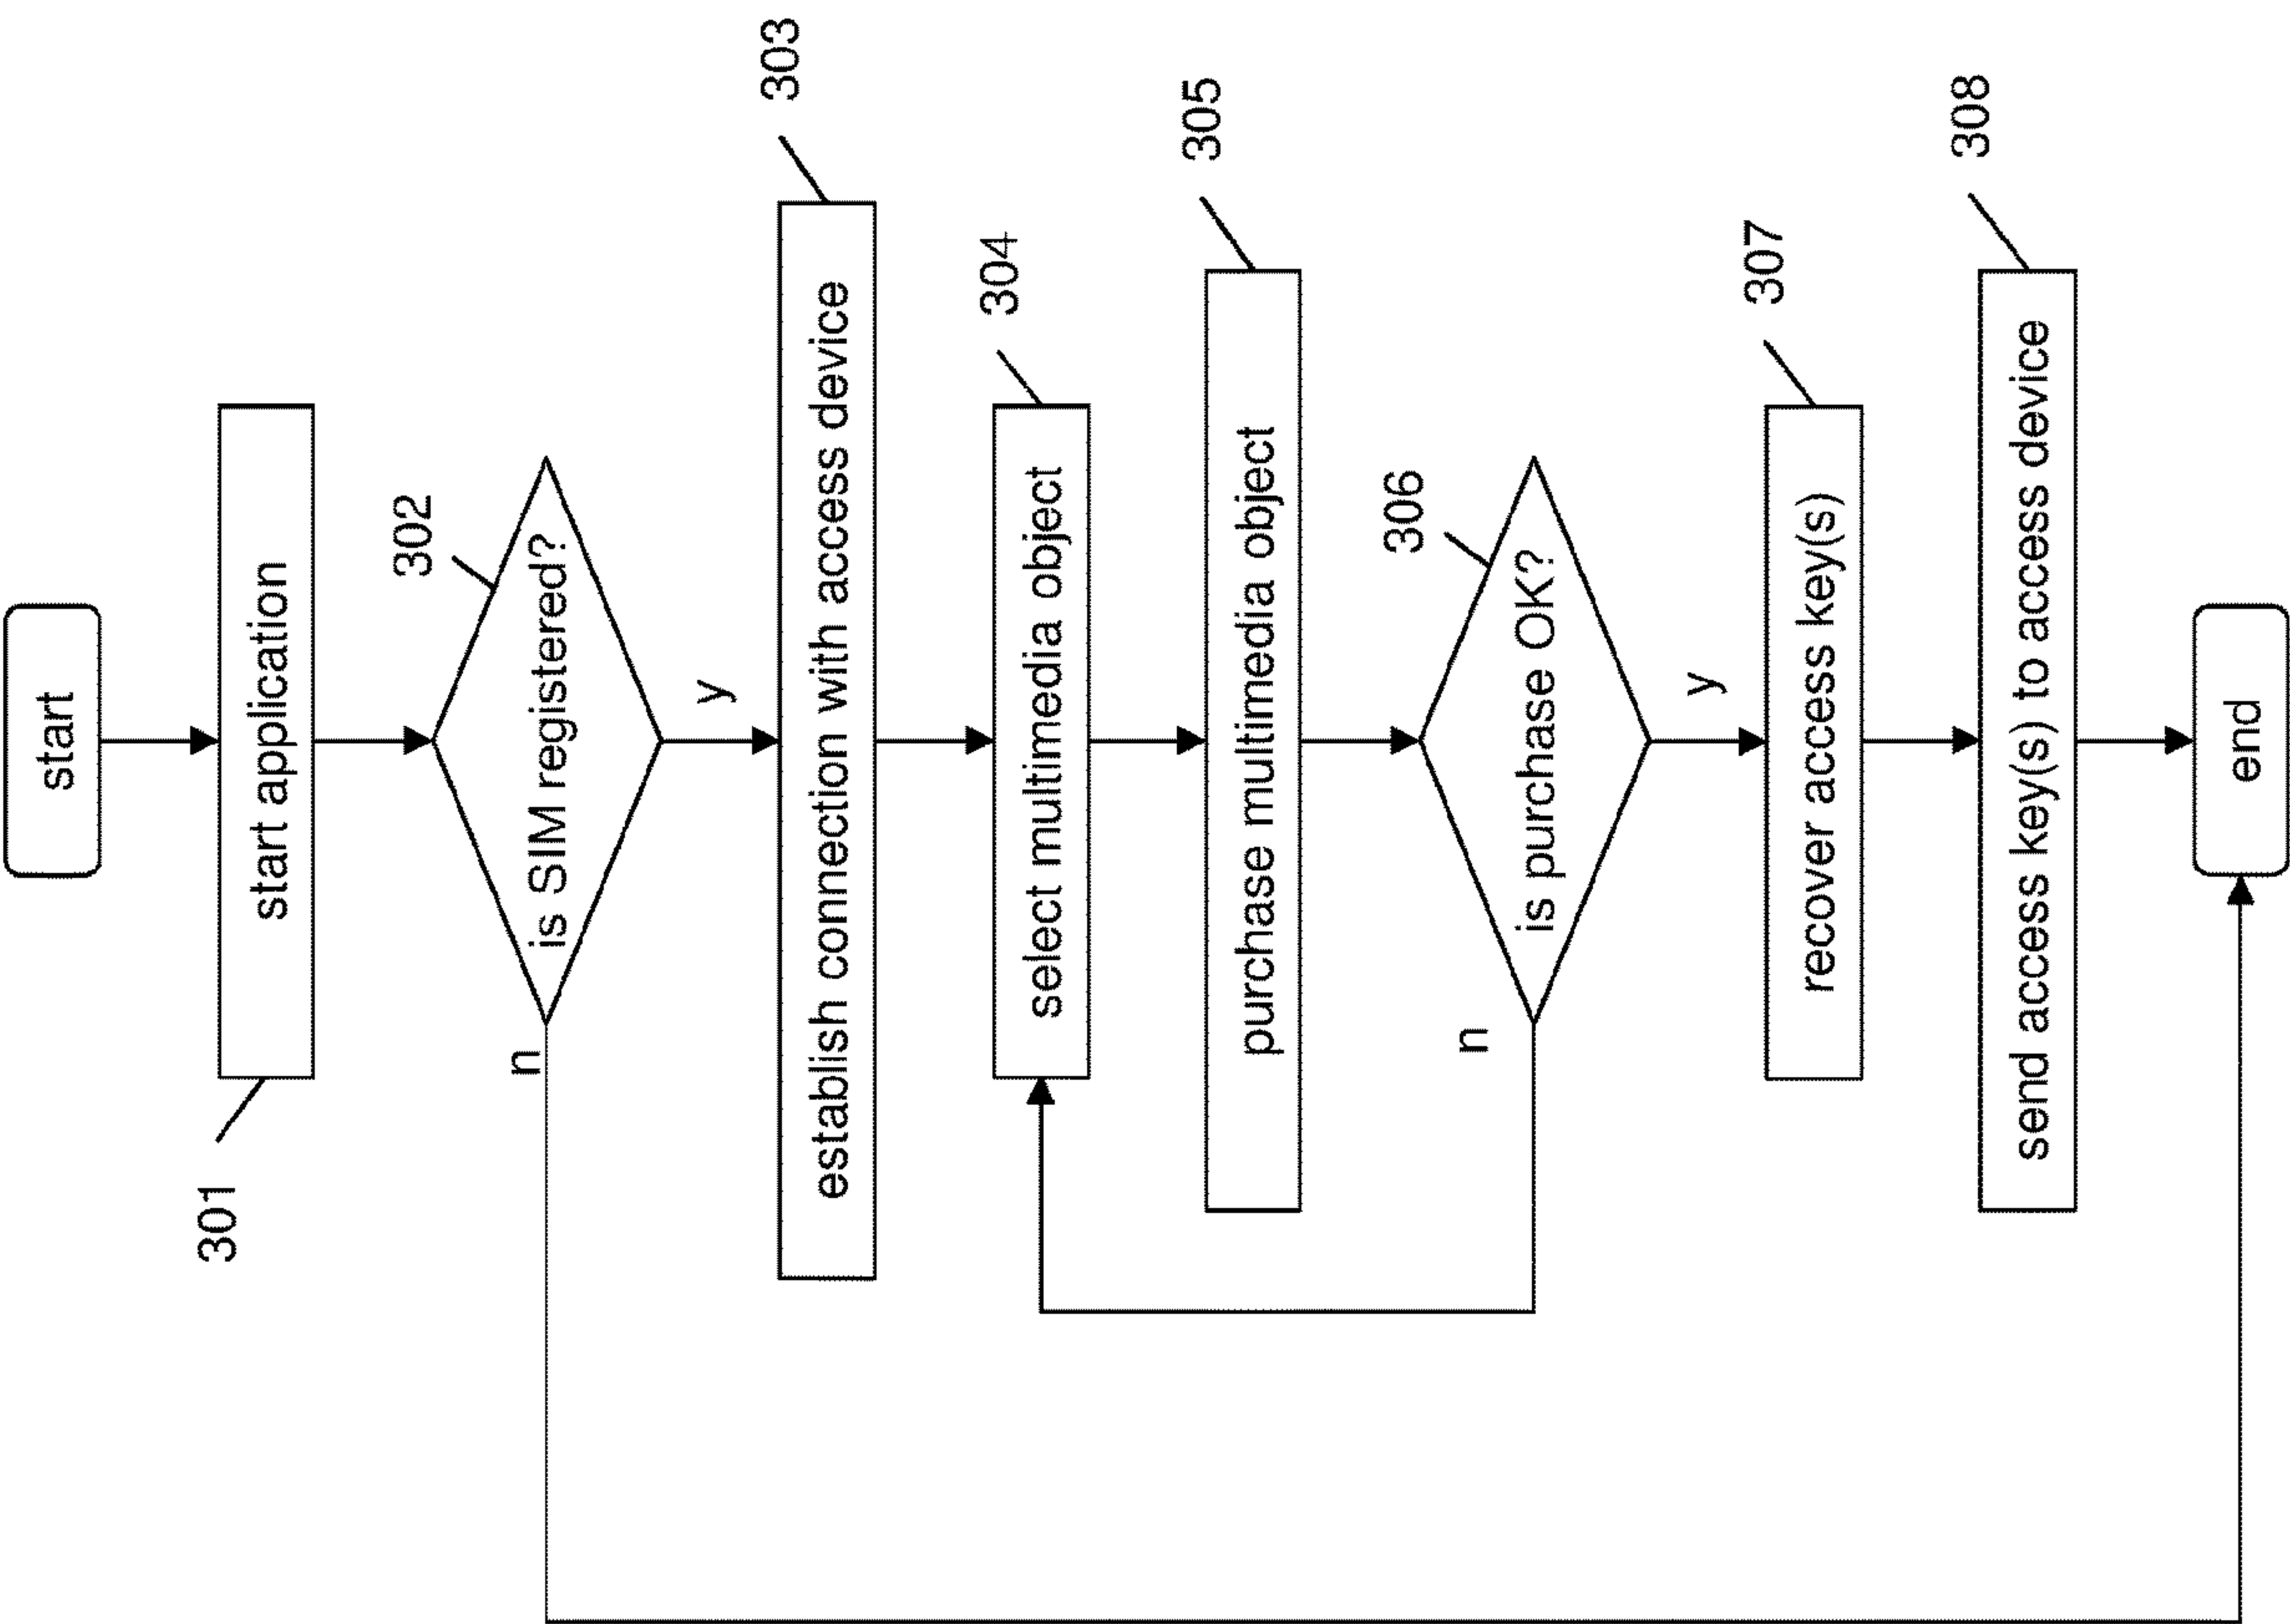 start
start application
301
is SIM registered?
302
n
y
establish connection with access device
303
select multimedia object
304
purchase multimedia object
305
is purchase OK?
306
n
y
recover access key(s)
307
send access key(s) to access device
308
end